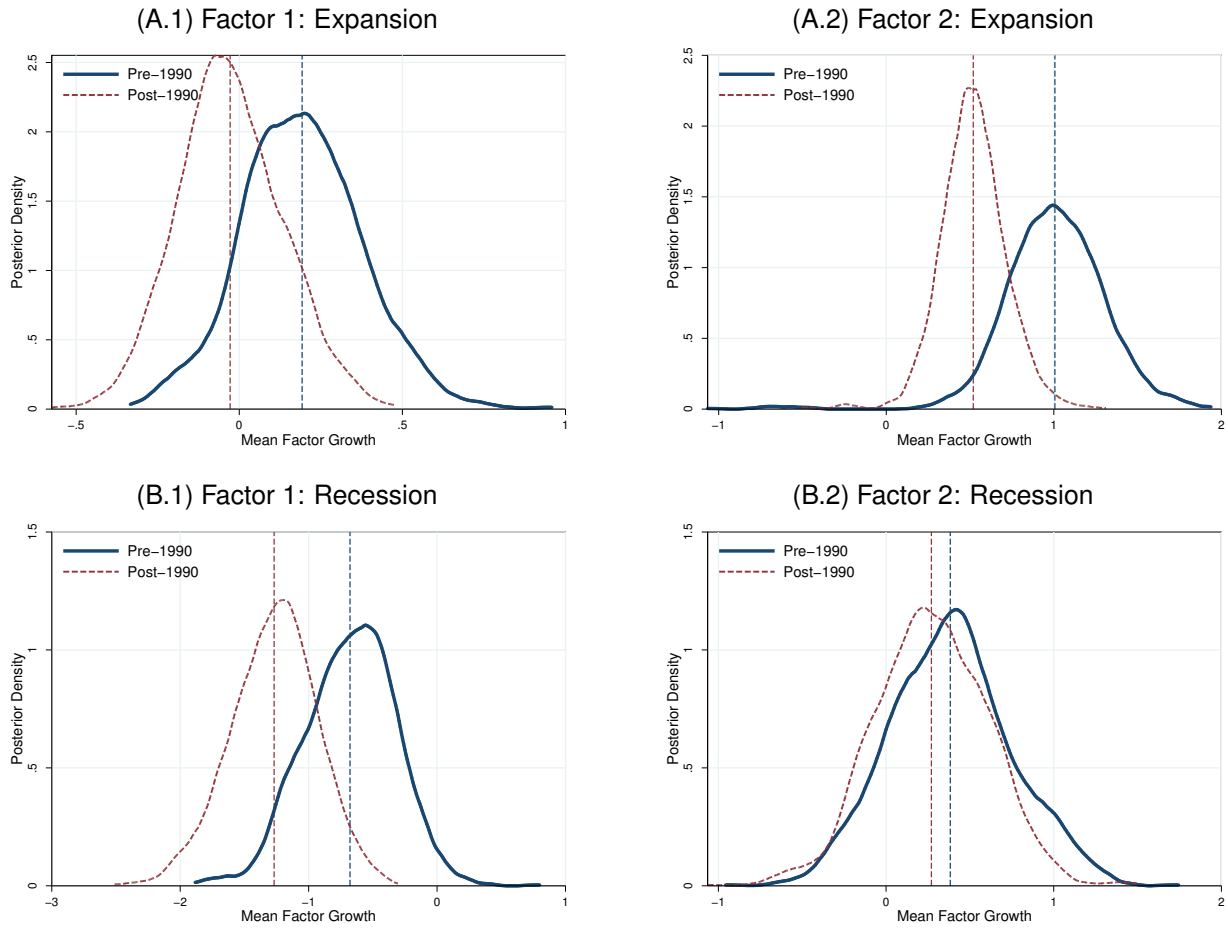 (A.1) Factor 1: Expansion
2.5
2
1.5
1
.5
0
Posterior Density
Pre−1990
Post−1990
−.5
0
.5
1
Mean Factor Growth
(A.2) Factor 2: Expansion
2.5
2
1.5
1
.5
0
Posterior Density
Pre−1990
Post−1990
−1
0
1
2
Mean Factor Growth
(B.1) Factor 1: Recession
1.5
1
.5
0
Posterior Density
Pre−1990
Post−1990
−3
−2
−1
0
1
Mean Factor Growth
(B.2) Factor 2: Recession
1.5
1
.5
0
Posterior Density
Pre−1990
Post−1990
−1
0
1
2
Mean Factor Growth